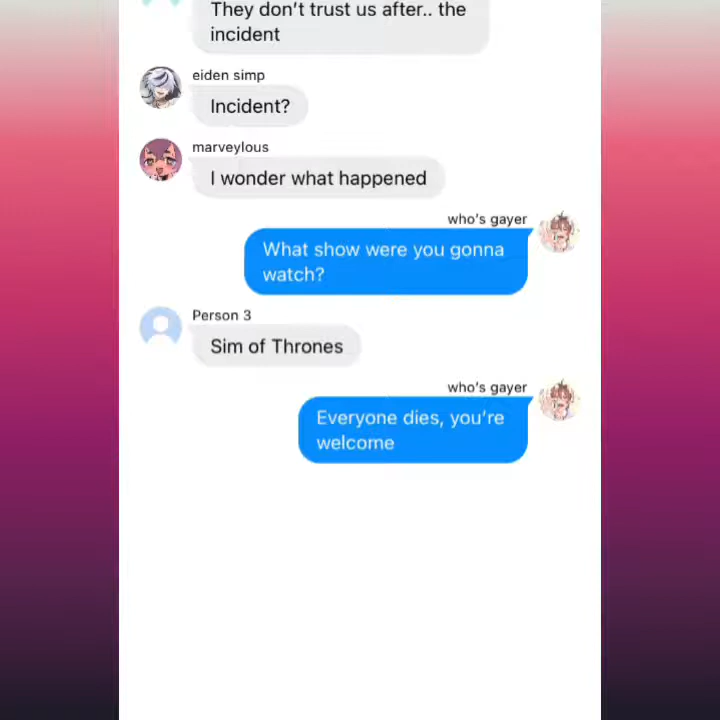 They don't trust us after.. the
incident
eiden simp
Incident?
marveylous
I wonder what happened
who's gayer
What show were you gonna
watch?
Person 3
Sim of Thrones
who's gayer
Everyone dies, you're
welcome